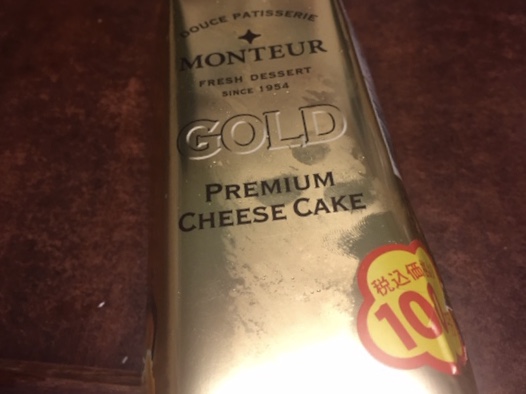 DOUCE PATISSERIE
MONTEUR
FRESH DESSERT
SINCE 1954
GOLD
PREMIUM
CHEESE CAKE
税込価
10